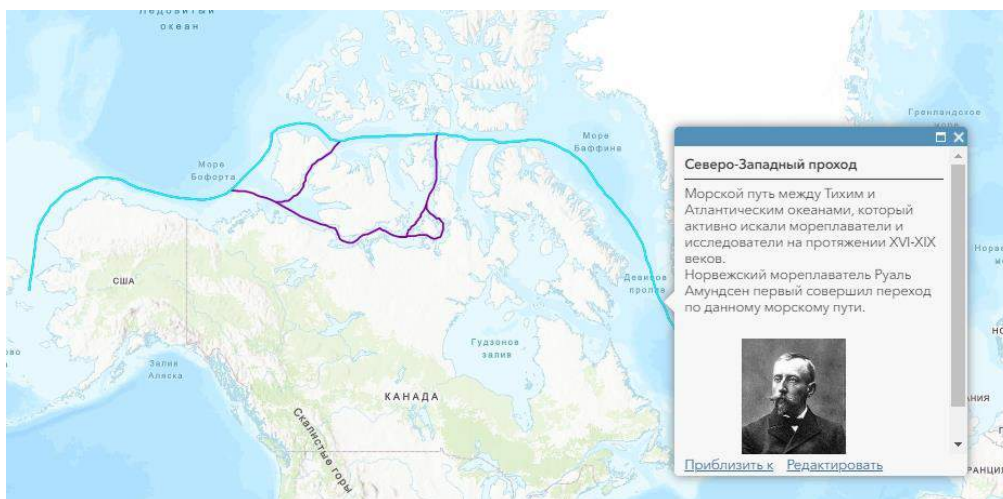 Ледовитый
океан
Гренландское
Море
Баффина
Море
Бофорта
Северо-Западный проход
Морской путь между Тихим и
Атлантическим океанами, который
активно искали мореплаватели и
исследователи на протяжении XVI-XIX
веков.
Норвежский мореплаватель Руаль
Амундсен первый совершил переход
по данному морскому пути.
США
Девисов
Гудзонов
залив
Залив
Аляска
КАНАДА
Скалистые горы
Приблизить к Редактировать